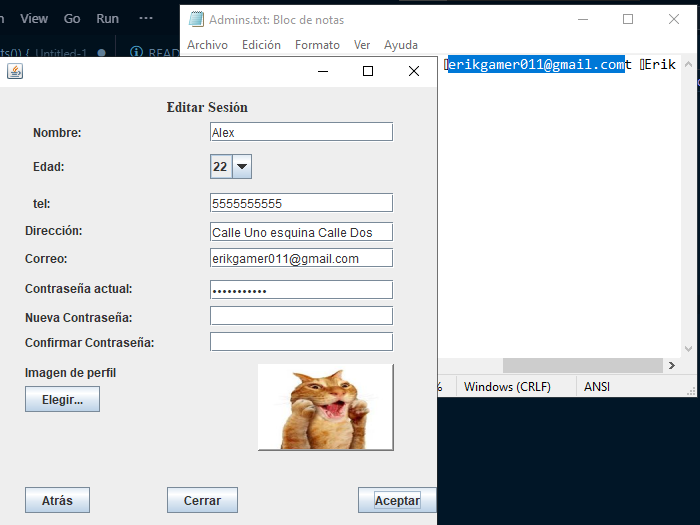 Go Run ···
Admins.txt: Bloc de notas
Archivo Edición Formato Ver Ayuda
ts()) { Untitled-1 READ
erikgamer011@gmail.comt Erik
Editar Sesión
Nombre: Alex
Edad: 22
tel: 5555555555
Dirección: Calle Uno esquina Calle Dos
Correo: erikgamer011@gmail.com
Contraseña actual: •••••••••••
Nueva Contraseña:
Confirmar Contraseña:
Imagen de perfil
Elegir...
% Windows (CRLF) ANSI
Atrás Cerrar Aceptar